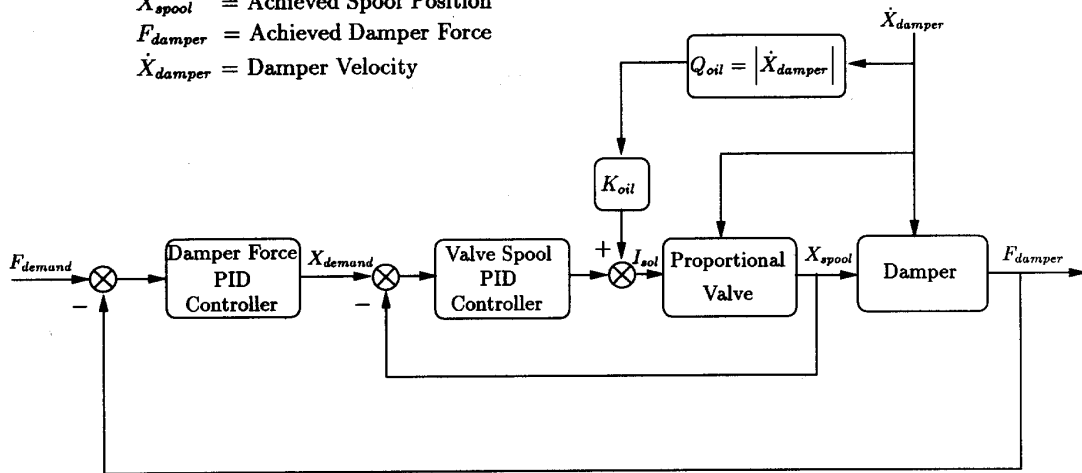 X_spool = Achieved Spool Position
F_damper = Achieved Damper Force
Ẋ_damper = Damper Velocity
Ẋ_damper
Q_oil = |Ẋ_damper|
K_oil
F_demand
−
Damper Force
PID
Controller
X_demand
−
Valve Spool
PID
Controller
+
I_sol
Proportional
Valve
X_spool
Damper
F_damper